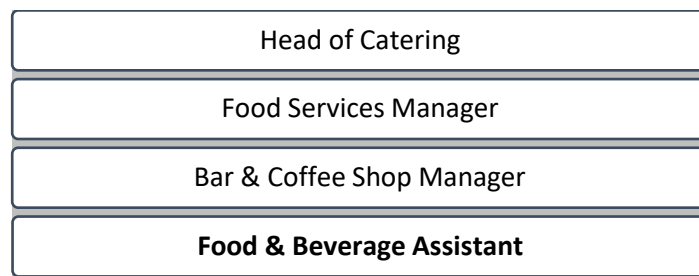 Head of Catering
Food Services Manager
Bar & Coffee Shop Manager
Food & Beverage Assistant